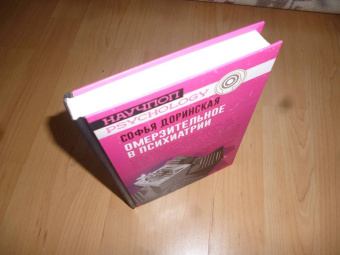 НАУЧПОП
PSYCHOLOGY
СОФЬЯ ДОРИНСКАЯ
ОМЕРЗИТЕЛЬНОЕ
В ПСИХИАТРИИ